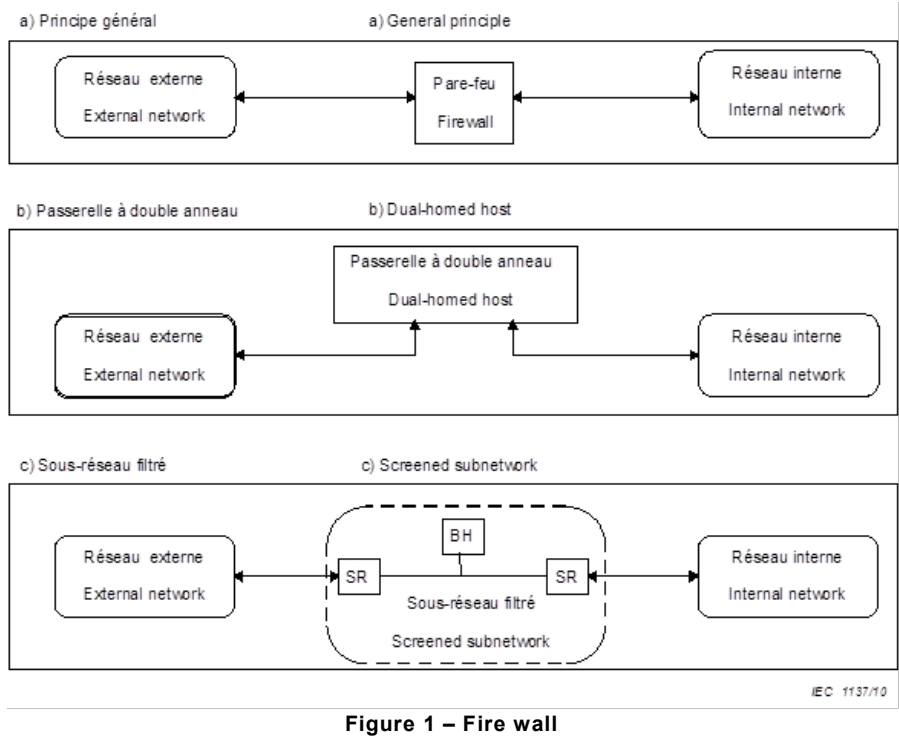 a) Principe général a) General principle
Réseau externe
External network
Pare-feu
Firewall
Réseau interne
Internal network
b) Passerelle à double anneau b) Dual-homed host
Passerelle à double anneau
Dual-homed host
Réseau externe
External network
Réseau interne
Internal network
c) Sous-réseau filtré c) Screened subnetwork
Réseau externe
External network
BH
SR
SR
Sous-réseau filtré
Screened subnetwork
Réseau interne
Internal network
IEC 1137/10
Figure 1 – Fire wall